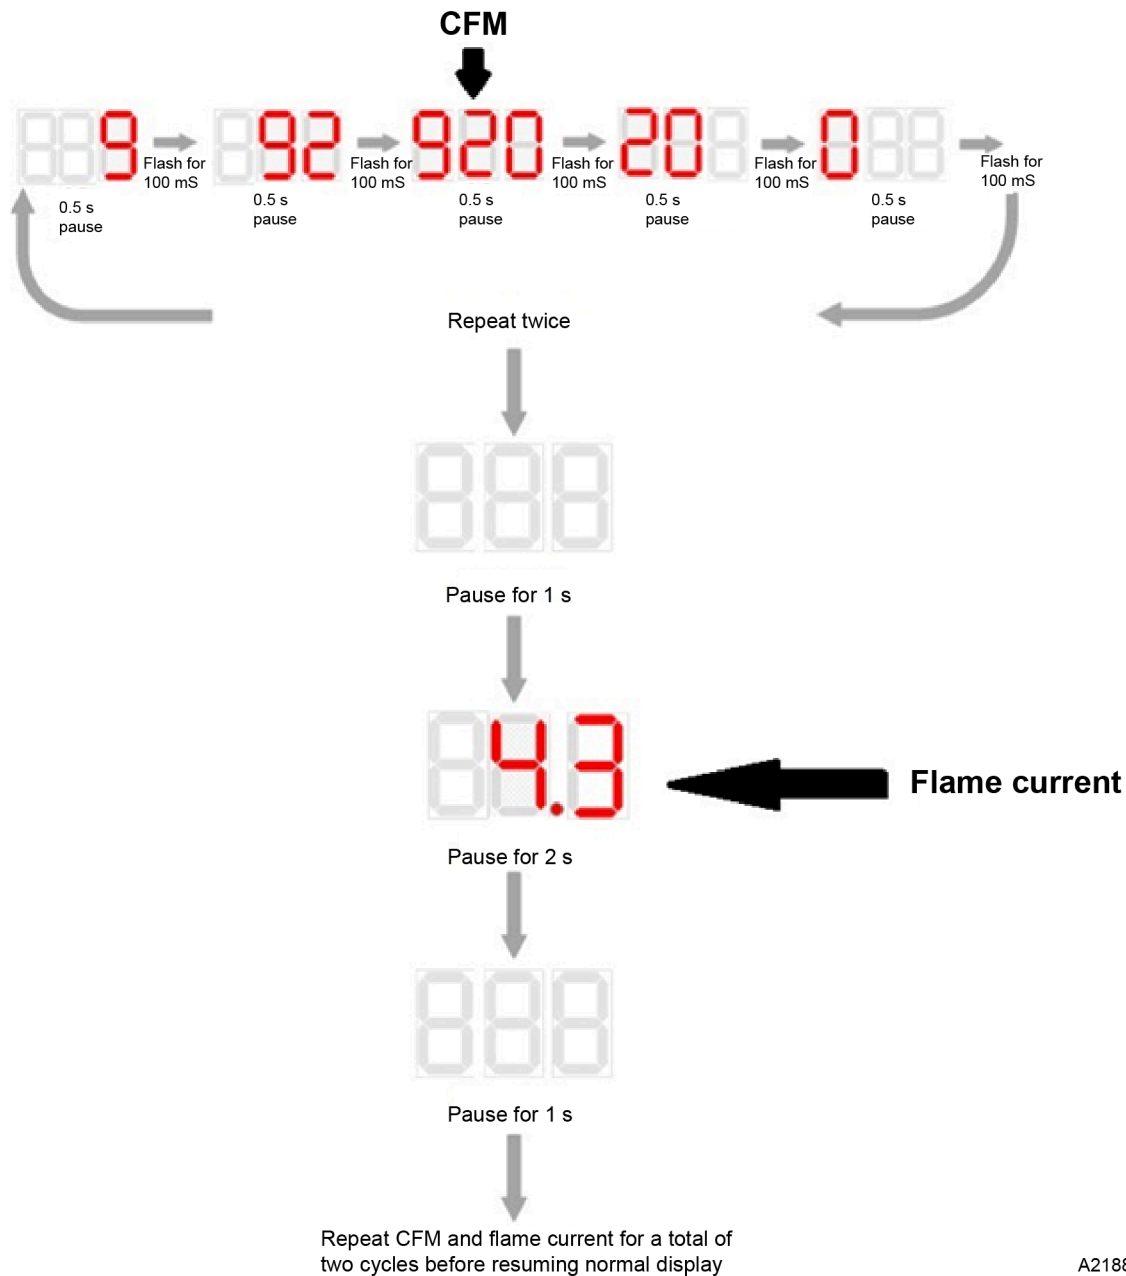 CFM
9
92
920
20
0
Flash for
100 mS
Flash for
100 mS
Flash for
100 mS
Flash for
100 mS
Flash for
100 mS
0.5 s
pause
0.5 s
pause
0.5 s
pause
0.5 s
pause
0.5 s
pause
Repeat twice
Pause for 1 s
4.3
Flame current
Pause for 2 s
Pause for 1 s
Repeat CFM and flame current for a total of
two cycles before resuming normal display
A2188